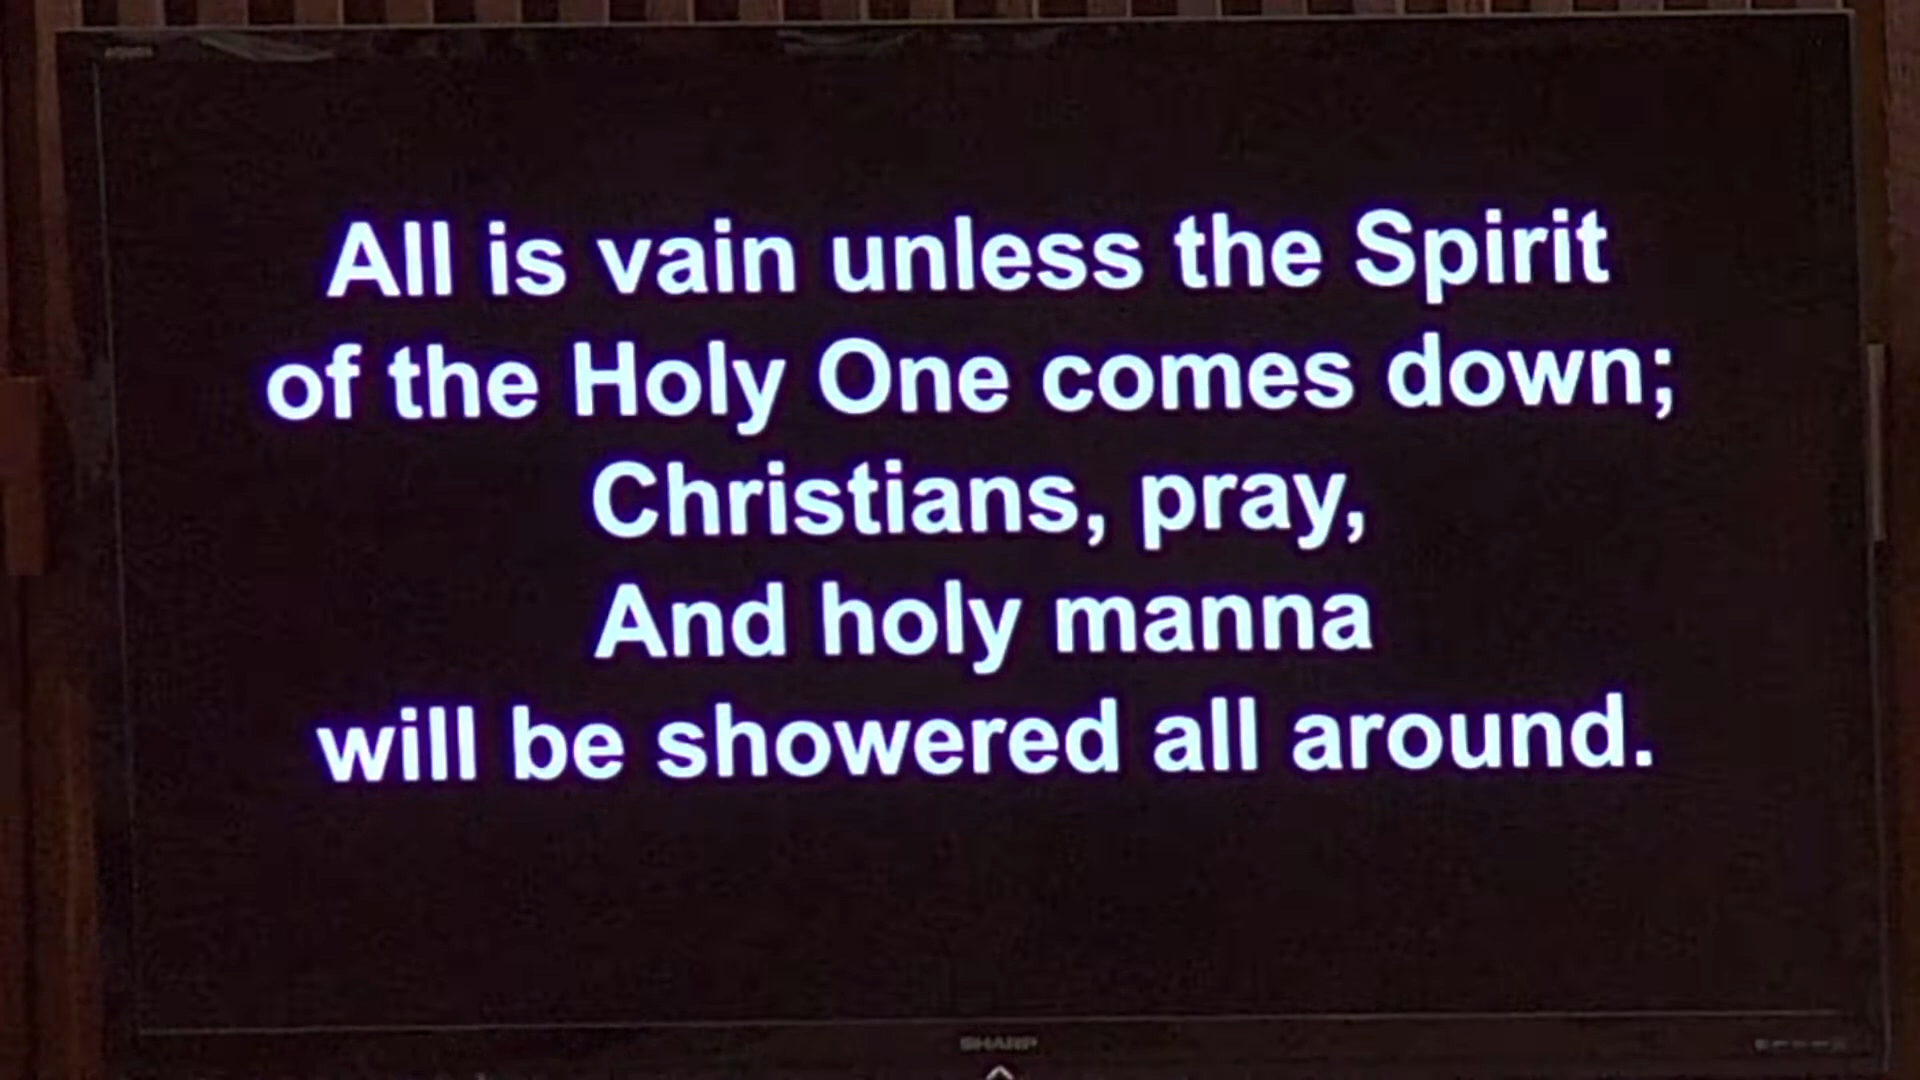 All is vain unless the Spirit
of the Holy One comes down;
Christians, pray,
And holy manna
will be showered all around.
SHARP